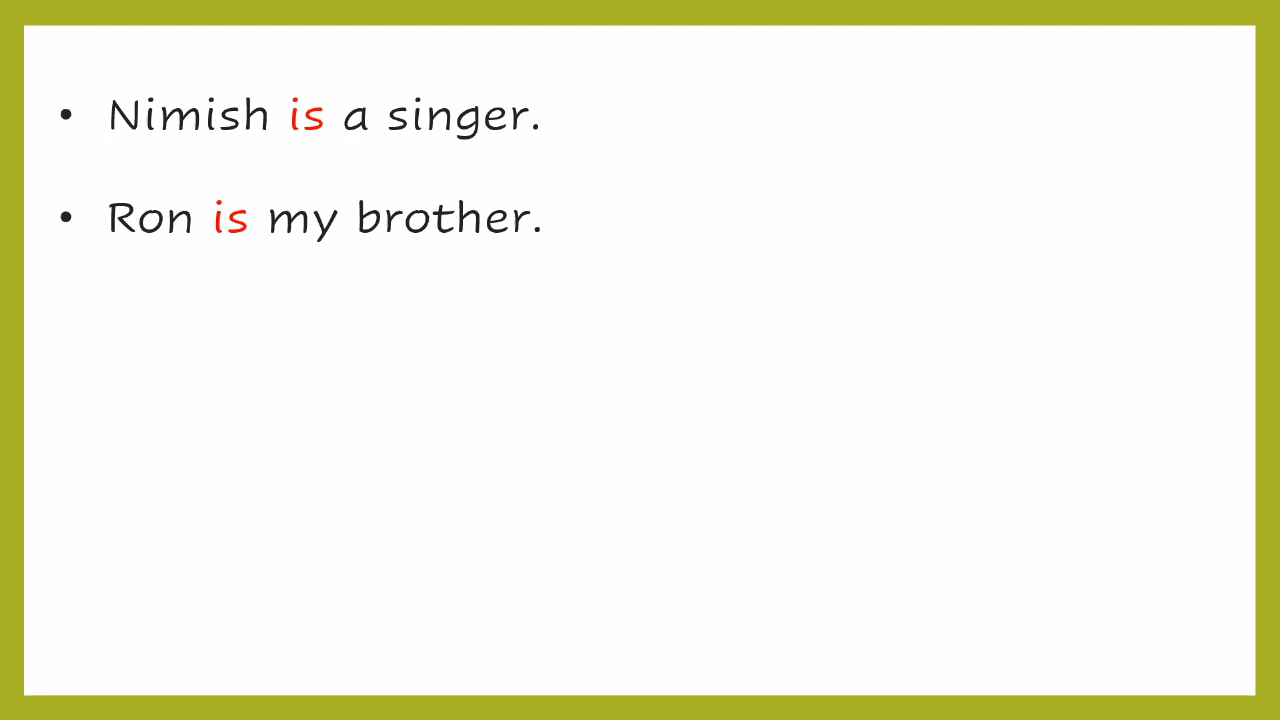 • Nimish is a singer.
• Ron is my brother.